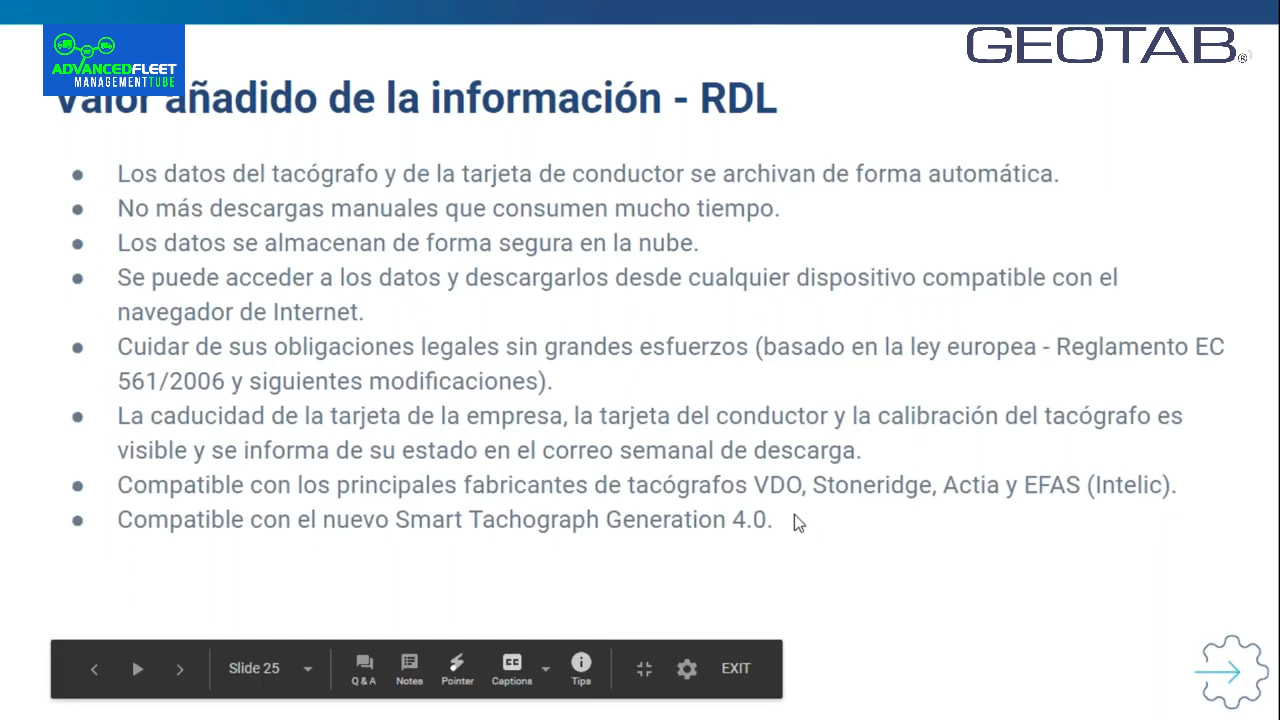 ADVANCEDFLEET
MANAGEMENTTUBE
GEOTAB®
Valor añadido de la información - RDL
● Los datos del tacógrafo y de la tarjeta de conductor se archivan de forma automática.
● No más descargas manuales que consumen mucho tiempo.
● Los datos se almacenan de forma segura en la nube.
● Se puede acceder a los datos y descargarlos desde cualquier dispositivo compatible con el
navegador de Internet.
● Cuidar de sus obligaciones legales sin grandes esfuerzos (basado en la ley europea - Reglamento EC
561/2006 y siguientes modificaciones).
● La caducidad de la tarjeta de la empresa, la tarjeta del conductor y la calibración del tacógrafo es
visible y se informa de su estado en el correo semanal de descarga.
● Compatible con los principales fabricantes de tacógrafos VDO, Stoneridge, Actia y EFAS (Intelic).
● Compatible con el nuevo Smart Tachograph Generation 4.0.
Slide 25
Q & A
Notes
Pointer
CC
Captions
Tips
EXIT